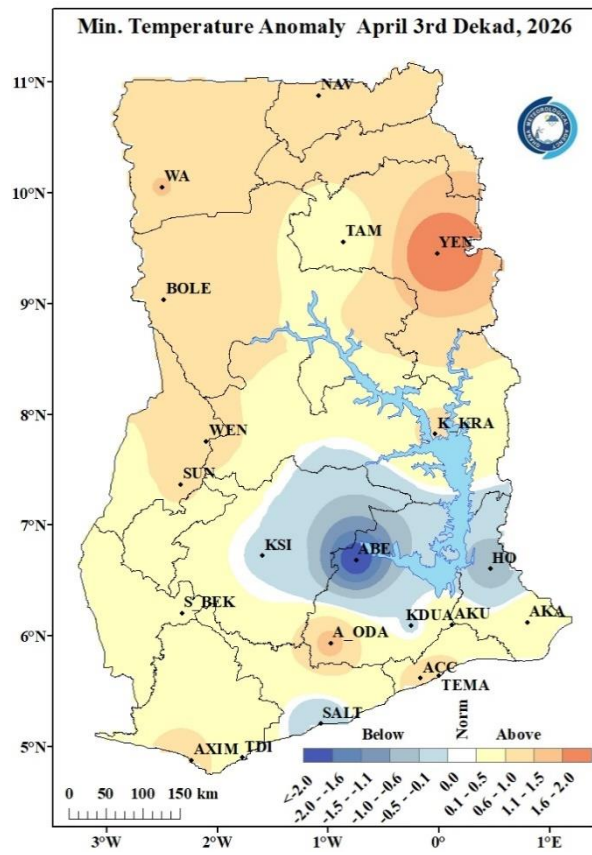 Min. Temperature Anomaly April 3rd Dekad, 2026
11°N
NAV
WA
10°N
TAM
YEN
BOLE
9°N
8°N
WEN
K_KRA
SUN
7°N
KSI
ABE
HO
S_BEK
KDUA
AKU
AKA
6°N
A_ODA
ACC
TEMA
SALT
Below
Norm
Above
5°N
AXIM
TDI
<-2.0
-2.0 - -1.6
-1.5 - -1.1
-1.0 - -0.6
-0.5 - -0.1
0.0
0.1 - 0.5
0.6 - 1.0
1.1 - 1.5
1.6 - 2.0
0 50 100 150 km
3°W
2°W
1°W
0°
1°E